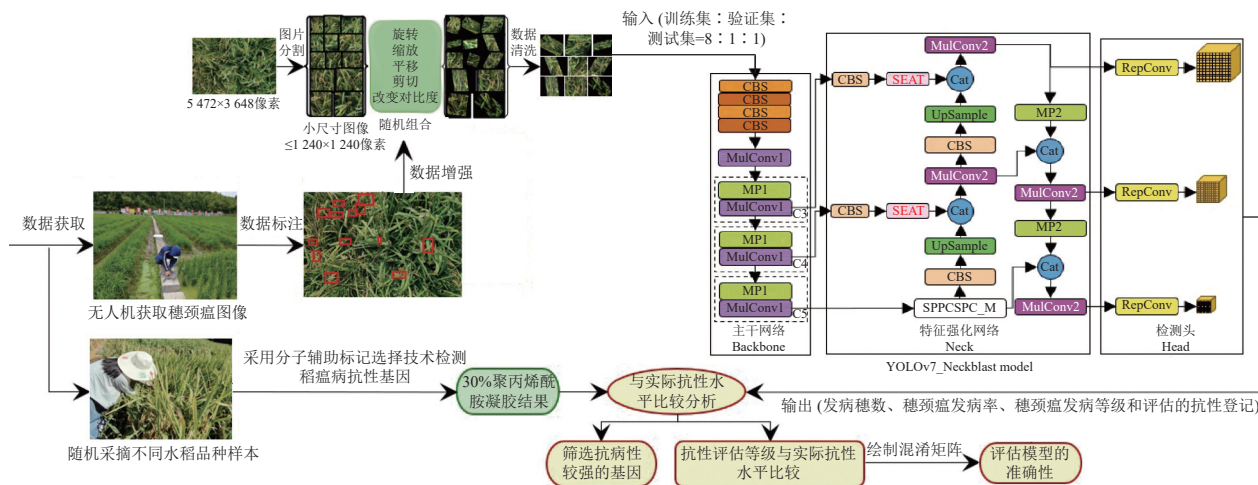 图片
分割
旋转
缩放
平移
剪切
改变对比度
数据
清洗
5 472×3 648像素
小尺寸图像
≤1 240×1 240像素
随机组合
输入 (训练集：验证集：
测试集=8：1：1)
数据增强
数据获取
数据标注
无人机获取穗颈瘟图像
CBS
CBS
CBS
CBS
MulConv1
MP1
MulConv1
C3
MP1
MulConv1
C4
MP1
MulConv1
C5
主干网络
Backbone
CBS
SEAT
Cat
MulConv2
UpSample
CBS
MulConv2
CBS
SEAT
Cat
UpSample
CBS
SPPCSPC_M
MP2
Cat
MulConv2
MP2
Cat
MulConv2
特征强化网络
Neck
RepConv
RepConv
RepConv
检测头
Head
YOLOv7_Neckblast model
随机采摘不同水稻品种样本
采用分子辅助标记选择技术检测
稻瘟病抗性基因
30%聚丙烯酰
胺凝胶结果
与实际抗性水
平比较分析
输出 (发病穗数、穗颈瘟发病率、穗颈瘟发病等级和评估的抗性登记)
筛选抗病性
较强的基因
抗性评估等级与实际抗性
水平比较
绘制混淆矩阵
评估模型的
准确性